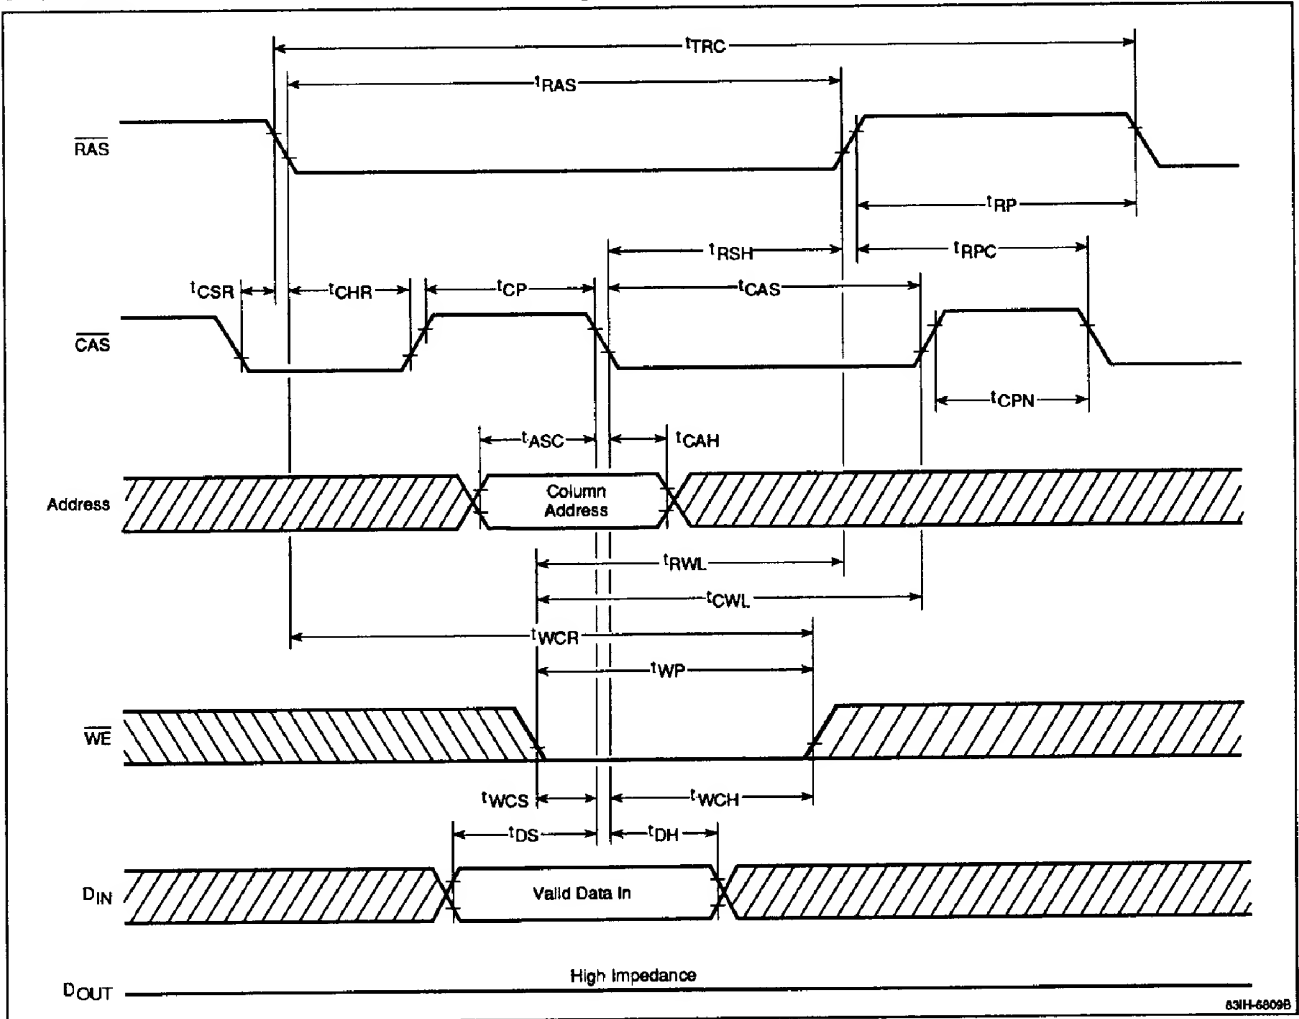 tTRC
tRAS
RAS
tRP
tRSH
tRPC
tCSR
tCHR
tCP
tCAS
CAS
tCPN
tASC
tCAH
Address
Column
Address
tRWL
tCWL
tWCR
tWP
WE
tWCS
tWCH
tDS
tDH
DIN
Valid Data In
High Impedance
DOUT
83IH-6809B